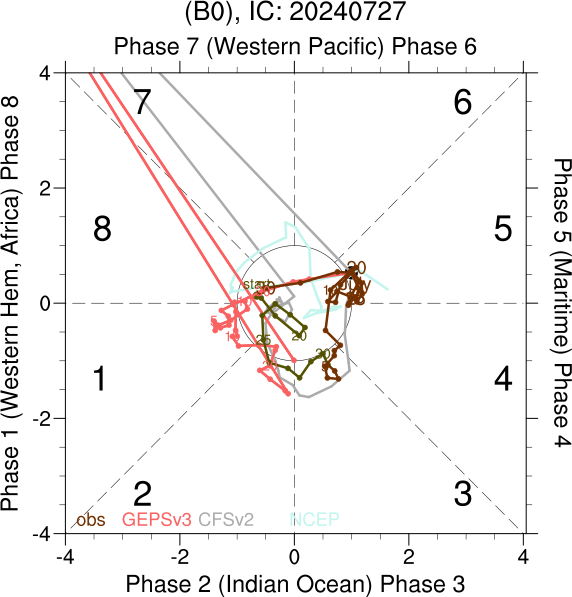 (B0), IC: 20240727
Phase 7 (Western Pacific) Phase 6
4
7
6
Phase 1 (Western Hem, Africa) Phase 8
Phase 5 (Maritime) Phase 4
2
8
5
start
20
0
20
25
30
1
4
-2
2
3
obs
GEPSv3
CFSv2
NCEP
-4
-4
-2
0
2
4
Phase 2 (Indian Ocean) Phase 3